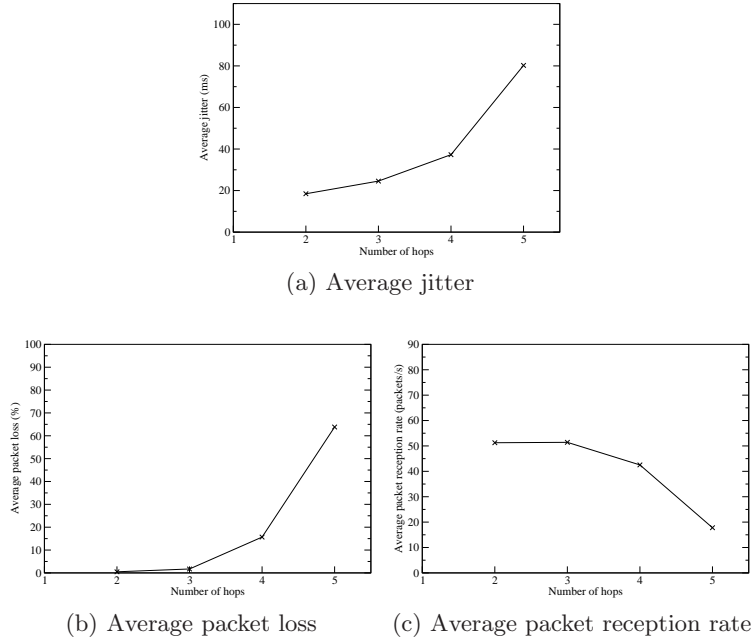 100
80
60
40
20
0
Average jitter (ms)
1 2 3 4 5
Number of hops
(a) Average jitter
100
90
80
70
60
50
40
30
20
10
0
Average packet loss (%)
1 2 3 4 5
Number of hops
(b) Average packet loss
90
80
70
60
50
40
30
20
10
0
Average packet reception rate (packets/s)
1 2 3 4 5
Number of hops
(c) Average packet reception rate